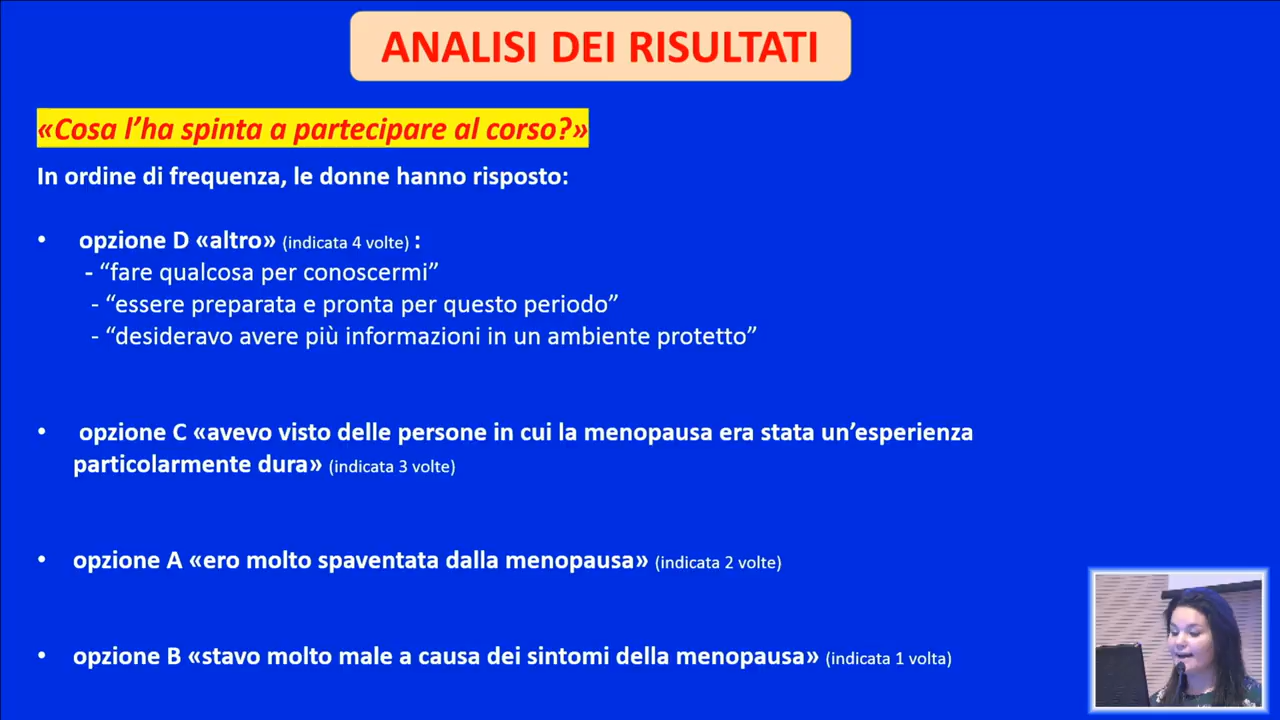 ANALISI DEI RISULTATI
«Cosa l’ha spinta a partecipare al corso?»
In ordine di frequenza, le donne hanno risposto:
• opzione D «altro» (indicata 4 volte) :
- “fare qualcosa per conoscermi”
- “essere preparata e pronta per questo periodo”
- “desideravo avere più informazioni in un ambiente protetto”
• opzione C «avevo visto delle persone in cui la menopausa era stata un’esperienza
particolarmente dura» (indicata 3 volte)
• opzione A «ero molto spaventata dalla menopausa» (indicata 2 volte)
• opzione B «stavo molto male a causa dei sintomi della menopausa» (indicata 1 volta)